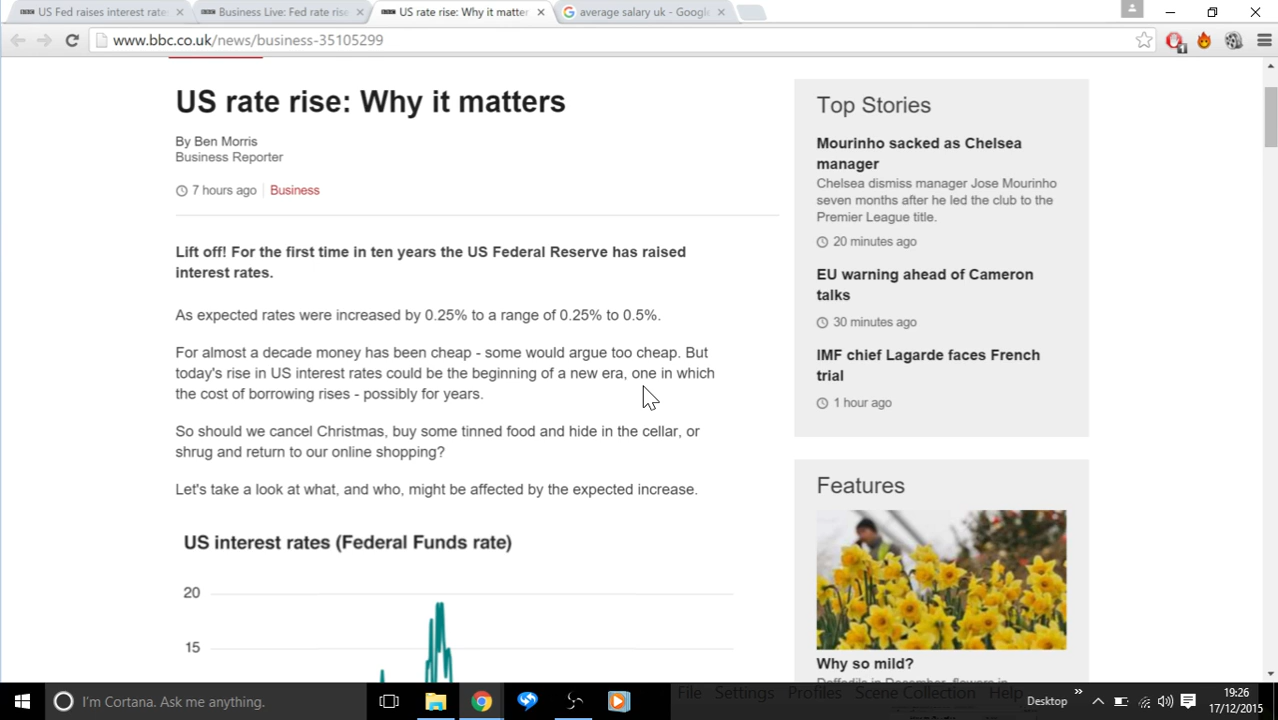 US Fed raises interest rate
Business Live: Fed rate rise
US rate rise: Why it matter
average salary uk - Google
www.bbc.co.uk/news/business-35105299
US rate rise: Why it matters
By Ben Morris
Business Reporter
7 hours ago
Business
Lift off! For the first time in ten years the US Federal Reserve has raised
interest rates.
As expected rates were increased by 0.25% to a range of 0.25% to 0.5%.
For almost a decade money has been cheap - some would argue too cheap. But
today's rise in US interest rates could be the beginning of a new era, one in which
the cost of borrowing rises - possibly for years.
So should we cancel Christmas, buy some tinned food and hide in the cellar, or
shrug and return to our online shopping?
Let's take a look at what, and who, might be affected by the expected increase.
US interest rates (Federal Funds rate)
20
15
Top Stories
Mourinho sacked as Chelsea
manager
Chelsea dismiss manager Jose Mourinho
seven months after he led the club to the
Premier League title.
20 minutes ago
EU warning ahead of Cameron
talks
30 minutes ago
IMF chief Lagarde faces French
trial
1 hour ago
Features
Why so mild?
Daffodils in December, flowers in
File Settings Profiles Scene Collection Help
I'm Cortana. Ask me anything.
Desktop
19:26
17/12/2015